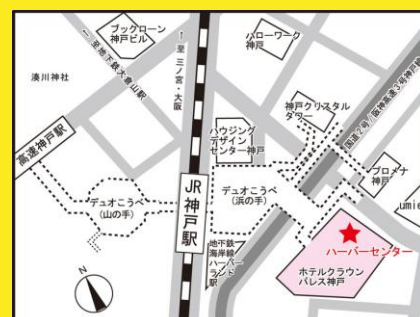 ブックローン
神戸ビル
←至地下鉄大倉山駅
↑至三ノ宮・大阪
ハローワーク
神戸
湊川神社
高速神戸駅
神戸クリスタル
タワー
国道2号/阪神高速3号神戸線
ハウジング
デザイン
センター神戸
プロメナ
神戸
umie
デュオこうべ
(山の手)
JR神戸駅
デュオこうべ
(浜の手)
地下鉄
海岸線
ハーバー
ランド
駅
ハーバーセンター
ホテルクラウン
パレス神戸
N